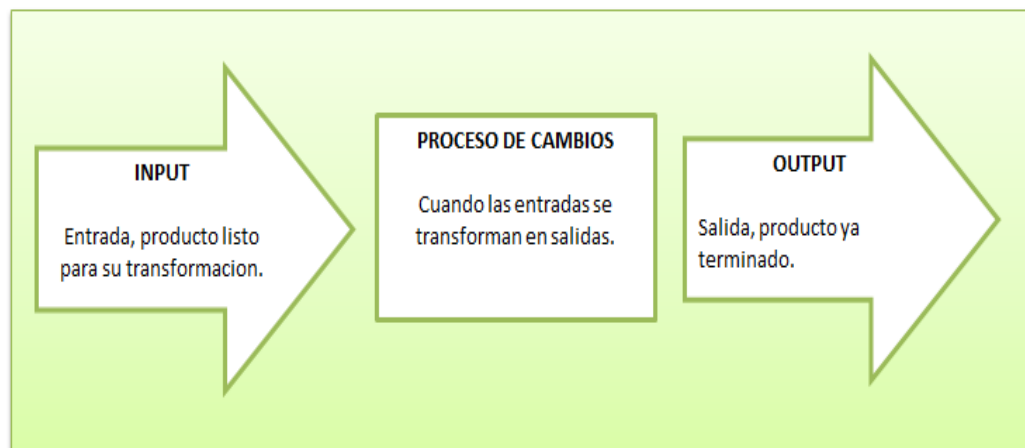 INPUT
Entrada, producto listo
para su transformacion.
PROCESO DE CAMBIOS
Cuando las entradas se
transforman en salidas.
OUTPUT
Salida, producto ya
terminado.